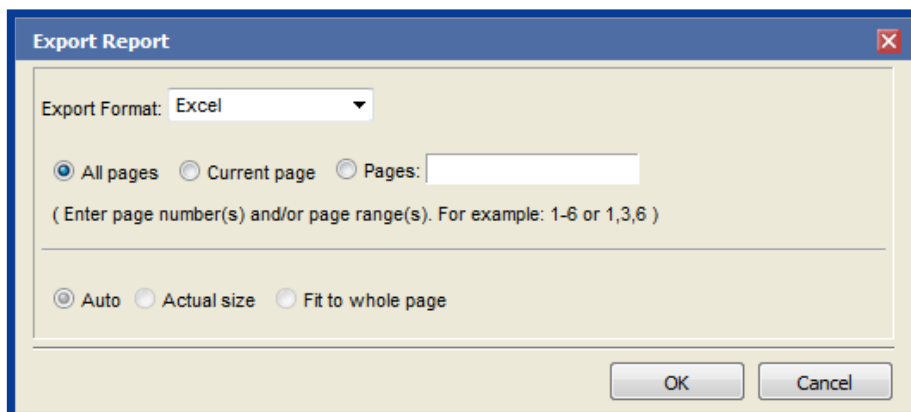 Export Report
Export Format: Excel
All pages Current page Pages:
( Enter page number(s) and/or page range(s). For example: 1-6 or 1,3,6 )
Auto Actual size Fit to whole page
OK Cancel